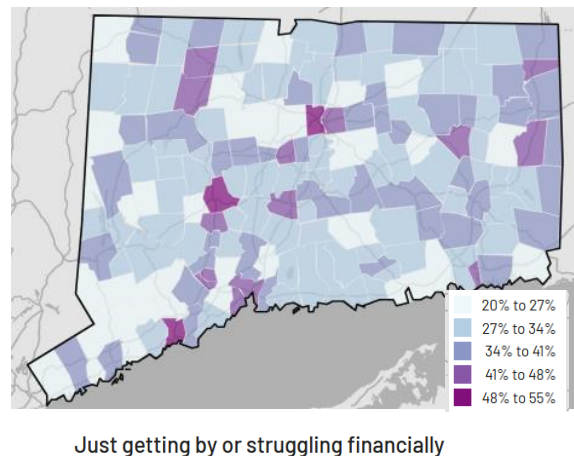 20% to 27%
27% to 34%
34% to 41%
41% to 48%
48% to 55%
Just getting by or struggling financially